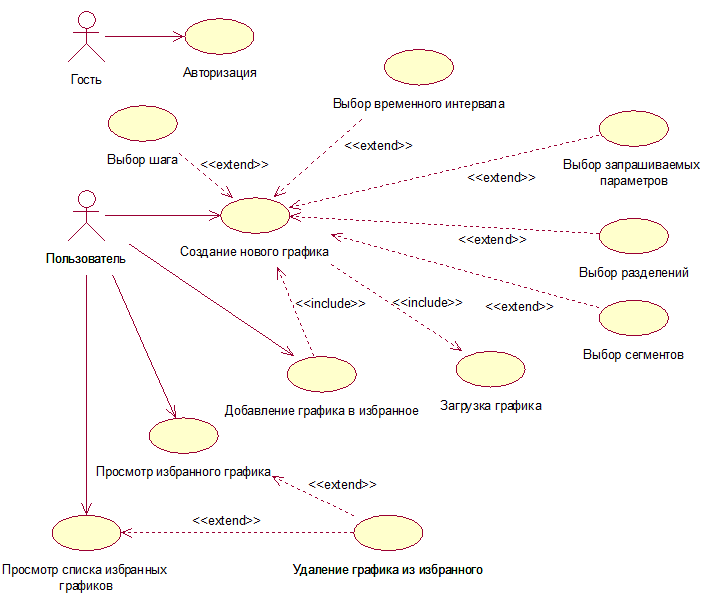 Гость
Авторизация
Выбор временного интервала
Выбор шага
<<extend>>
<<extend>>
Выбор запрашиваемых
параметров
<<extend>>
Пользователь
Создание нового графика
<<extend>>
Выбор разделений
<<include>>
<<include>>
<<extend>>
Выбор сегментов
Добавление графика в избранное
Загрузка графика
Просмотр избранного графика
<<extend>>
<<extend>>
Просмотр списка избранных
графиков
Удаление графика из избранного